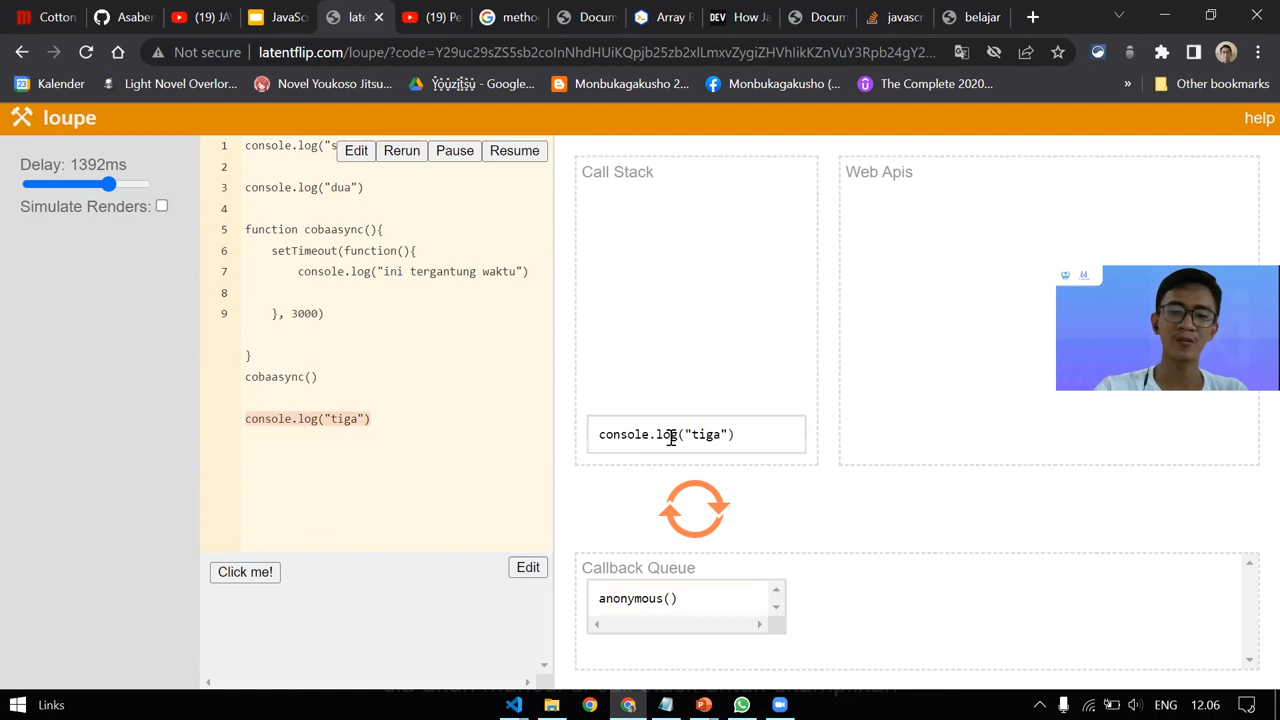 Cotton
Asaber
(19) JA
JavaSc
late
(19) Pe
metho
Docum
Array R
DEV
How Ja
Docum
javascr
belajar
Not secure
latentflip.com/loupe/?code=Y29uc29sZS5sb2coInNhdHUiKQpjb25zb2xlLmxvZygiZHVhIikKZnVuY3Rpb24gY2...
23
Kalender
Light Novel Overlor...
Novel Youkoso Jitsu...
Monbukagakusho 2...
Monbukagakusho (...
The Complete 2020...
»
Other bookmarks
loupe
help
Delay: 1392ms
Simulate Renders:
Edit
Rerun
Pause
Resume
1 console.log("s
2
3 console.log("dua")
4
5 function cobaasync(){
6 setTimeout(function(){
7 console.log("ini tergantung waktu")
8
9 }, 3000)
}
cobaasync()
console.log("tiga")
Click me!
Edit
Call Stack
console.log("tiga")
Web Apis
Callback Queue
anonymous()
Links
ENG
12.06